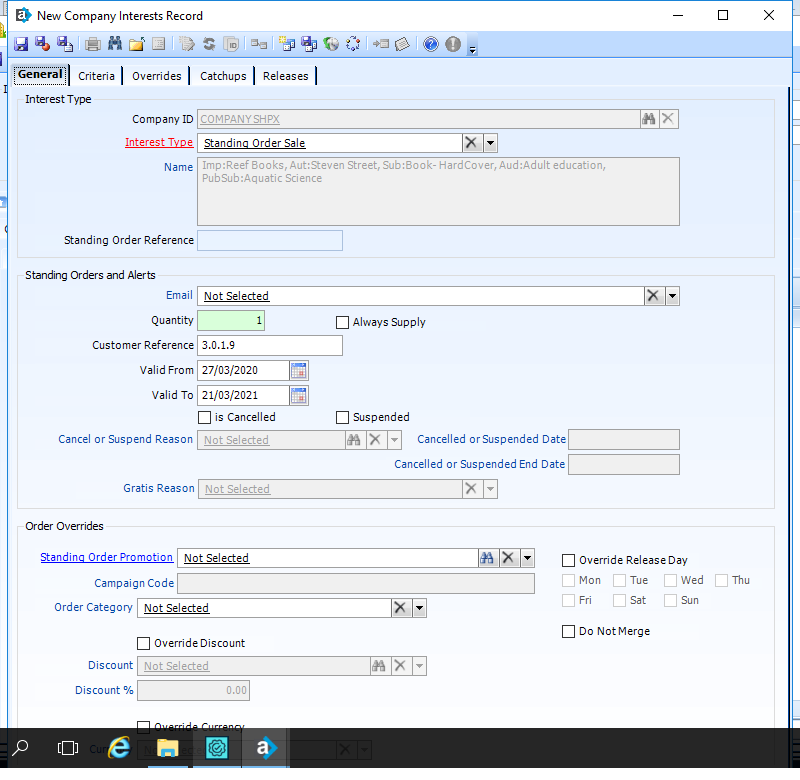 New Company Interests Record
General Criteria Overrides Catchups Releases
Interest Type
Company ID COMPANY SHPX
Interest Type Standing Order Sale
Name Imp:Reef Books, Aut:Steven Street, Sub:Book- HardCover, Aud:Adult education,
PubSub:Aquatic Science
Standing Order Reference
Standing Orders and Alerts
Email Not Selected
Quantity 1 Always Supply
Customer Reference 3.0.1.9
Valid From 27/03/2020
Valid To 21/03/2021
is Cancelled Suspended
Cancel or Suspend Reason Not Selected Cancelled or Suspended Date
Cancelled or Suspended End Date
Gratis Reason Not Selected
Order Overrides
Standing Order Promotion Not Selected Override Release Day
Campaign Code Mon Tue Wed Thu
Order Category Not Selected Fri Sat Sun
Do Not Merge
Override Discount
Discount Not Selected
Discount % 0.00
Override Currency